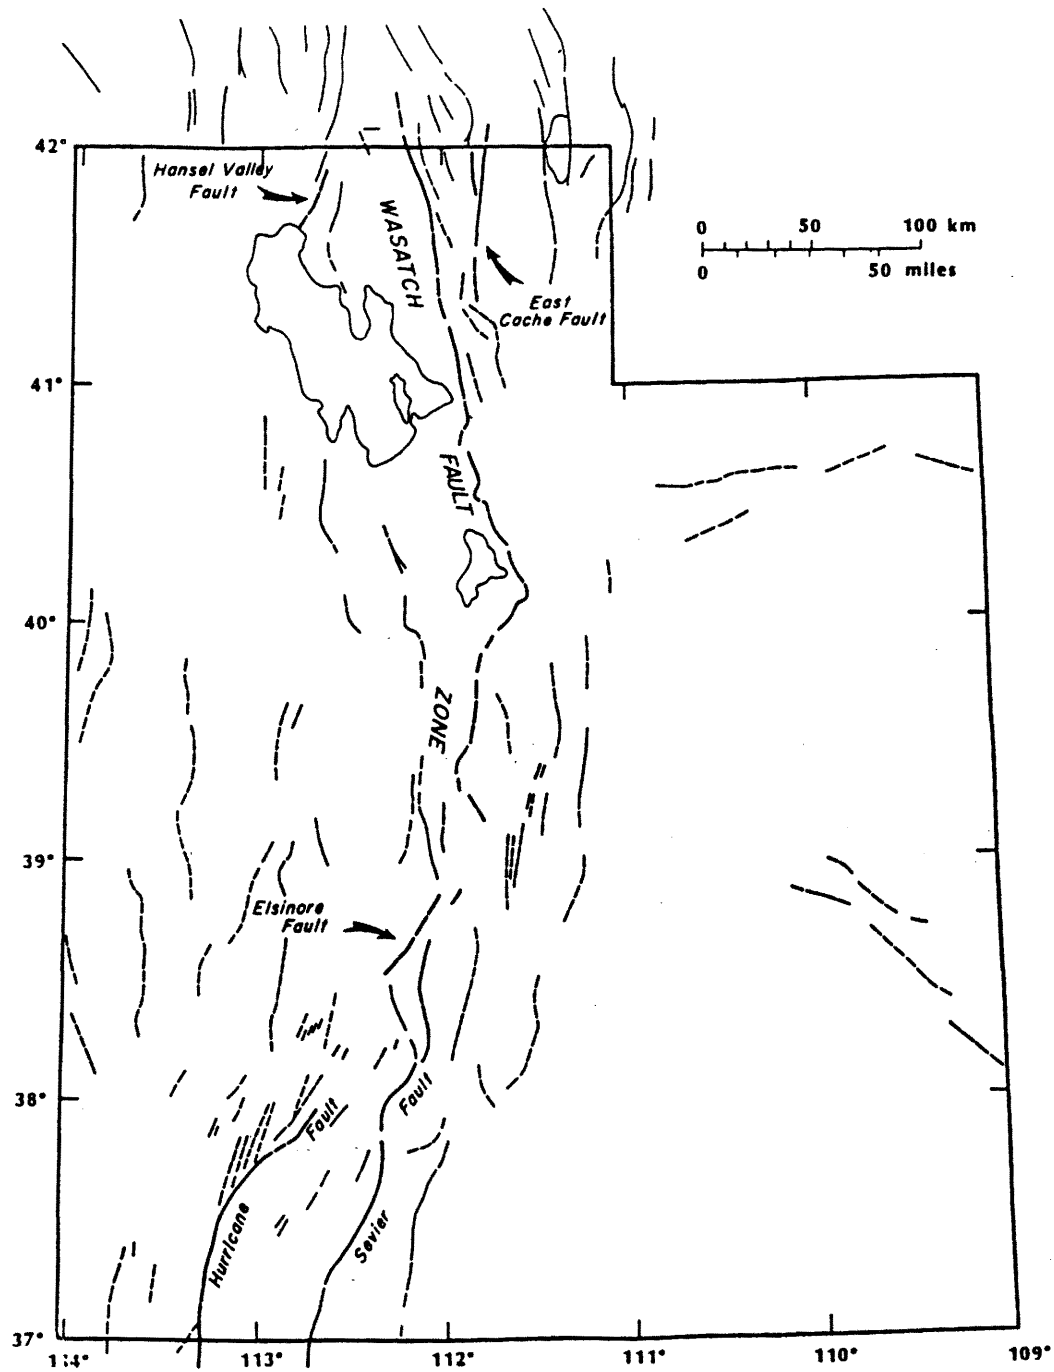 42°
Hansel Valley
Fault
WASATCH
0 50 100 km
0 50 miles
East
Cache Fault
41°
FAULT
40°
ZONE
39°
Elsinore
Fault
38°
Fault
Fault
Hurricane
Sevier
37°
114° 113° 112° 111° 110° 109°